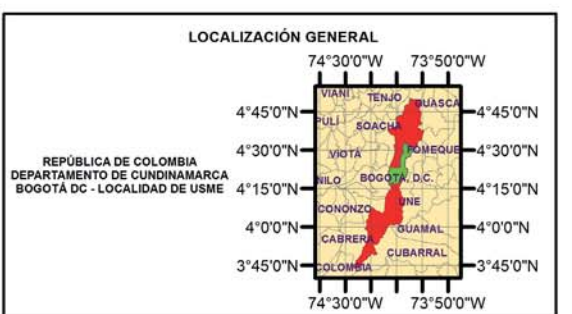 LOCALIZACIÓN GENERAL
74°30'0"W 73°50'0"W
REPÚBLICA DE COLOMBIA
DEPARTAMENTO DE CUNDINAMARCA
BOGOTÁ DC - LOCALIDAD DE USME
4°45'0"N
4°30'0"N
4°15'0"N
4°0'0"N
3°45'0"N
VIANI TENJO GUASCA
PULÍ SOACHA
VIOTÁ FOMEQUE
NILO BOGOTÁ, D.C.
CONONZO UNE
GUAMAL
CABRERA
CUBARRAL
COLOMBIA
4°45'0"N
4°30'0"N
4°15'0"N
4°0'0"N
3°45'0"N
74°30'0"W 73°50'0"W